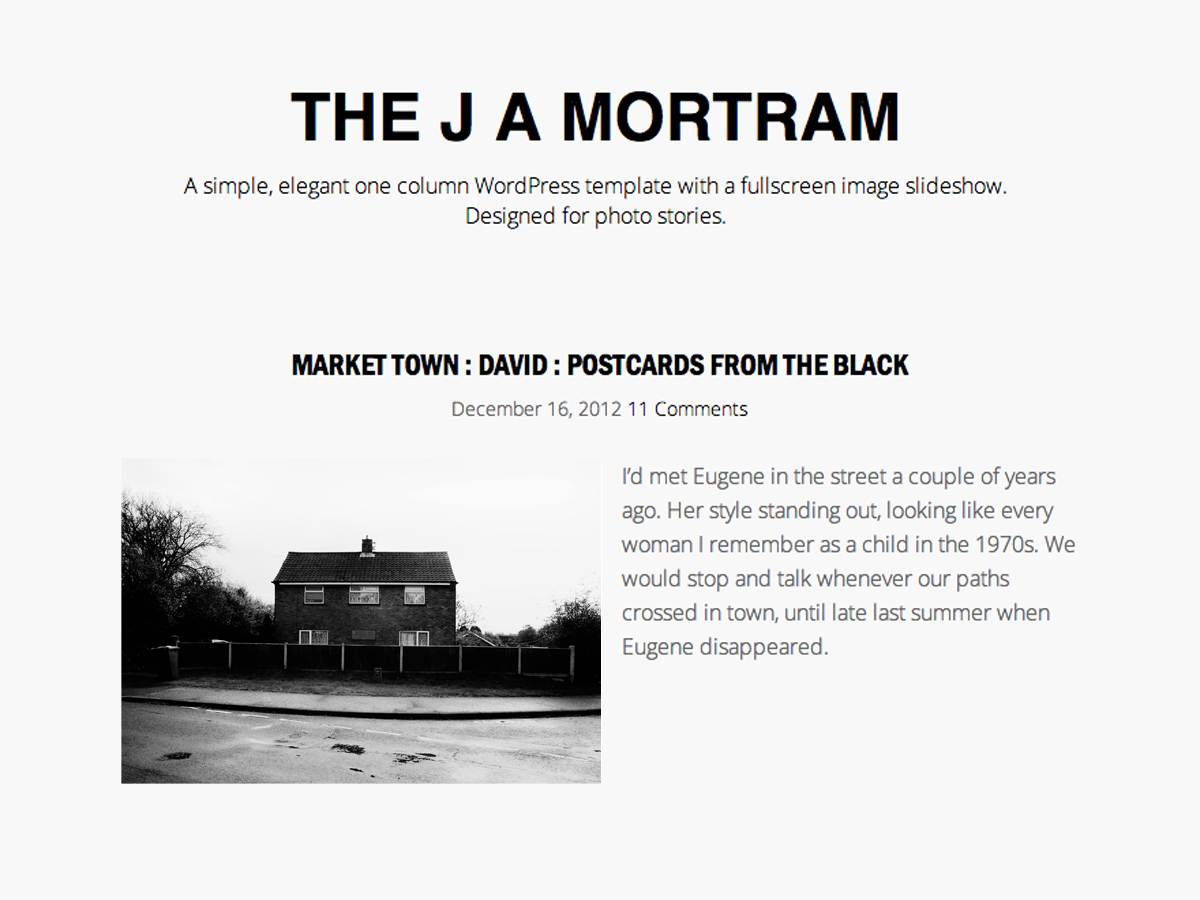 THE J A MORTRAM
A simple, elegant one column WordPress template with a fullscreen image slideshow.
Designed for photo stories.
MARKET TOWN : DAVID : POSTCARDS FROM THE BLACK
December 16, 2012 11 Comments
I’d met Eugene in the street a couple of years
ago. Her style standing out, looking like every
woman I remember as a child in the 1970s. We
would stop and talk whenever our paths
crossed in town, until late last summer when
Eugene disappeared.